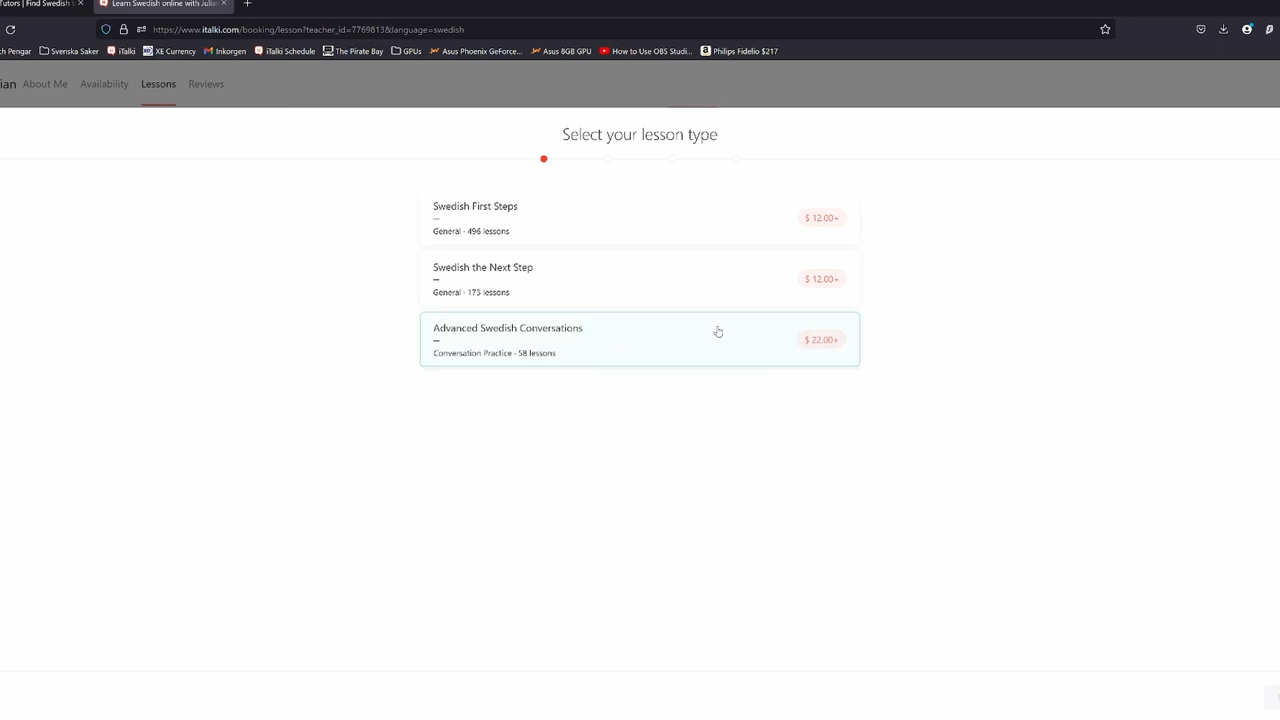 Tutors | Find Swedish
Learn Swedish online with Julian
https://www.italki.com/booking/lesson?teacher_id=7769813&language=swedish
ch Pengar Svenska Saker iTalki XE Currency Inkorgen iTalki Schedule The Pirate Bay GPUs Asus Phoenix GeForce... Asus 8GB GPU How to Use OBS Studi... Philips Fidelio $217
ian About Me Availability Lessons Reviews
Select your lesson type
Swedish First Steps
General · 496 lessons
$ 12.00+
Swedish the Next Step
General · 173 lessons
$ 12.00+
Advanced Swedish Conversations
Conversation Practice · 58 lessons
$ 22.00+